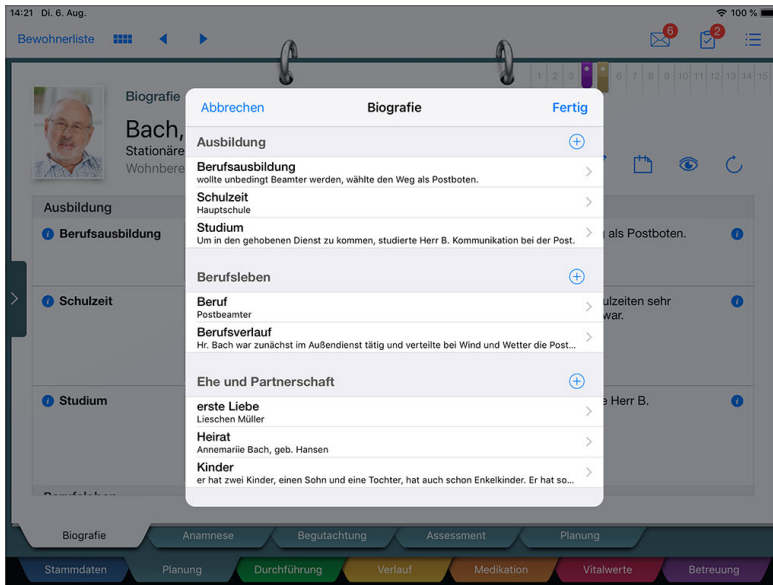 14:21 Di. 6. Aug.
100 %
Bewohnerliste
6
2
1 2 3 6 7 8 9 10 11 12 13 14 15
Biografie
Bach,
Stationäre
Wohnbere
Abbrechen Biografie Fertig
Ausbildung
Berufsausbildung
wollte unbedingt Beamter werden, wählte den Weg als Postboten.
Schulzeit
Hauptschule
Studium
Um in den gehobenen Dienst zu kommen, studierte Herr B. Kommunikation bei der Post.
Berufsleben
Beruf
Postbeamter
Berufsverlauf
Hr. Bach war zunächst im Außendienst tätig und verteilte bei Wind und Wetter die Post...
Ehe und Partnerschaft
erste Liebe
Lieschen Müller
Heirat
Annemariie Bach, geb. Hansen
Kinder
er hat zwei Kinder, einen Sohn und eine Tochter, hat auch schon Enkelkinder. Er hat so...
Ausbildung
Berufsausbildung
als Postboten.
Schulzeit
ulzeiten sehr
war.
Studium
e Herr B.
Biografie Anamnese Begutachtung Assessment Planung
Stammdaten Planung Durchführung Verlauf Medikation Vitalwerte Betreuung